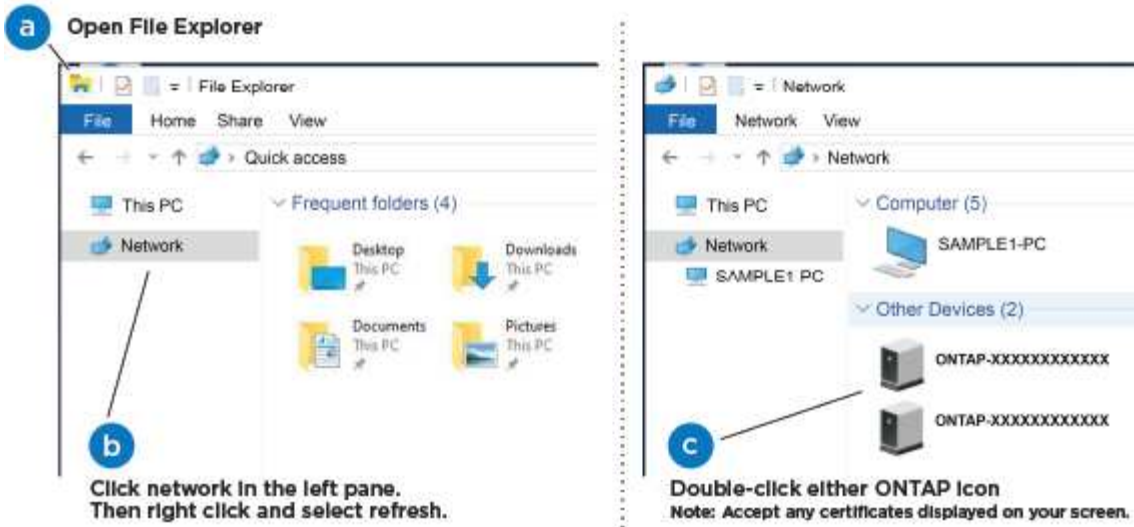 a
Open File Explorer
File Explorer
File Home Share View
Quick access
This PC
Network
Frequent folders (4)
Desktop
This PC
Downloads
This PC
Documents
This PC
Pictures
This PC
b
Click network in the left pane.
Then right click and select refresh.
Network
File Network View
Network
This PC
Network
SAMPLE1 PC
Computer (5)
SAMPLE1-PC
Other Devices (2)
ONTAP-XXXXXXXXXXXX
ONTAP-XXXXXXXXXXXX
c
Double-click either ONTAP icon
Note: Accept any certificates displayed on your screen.